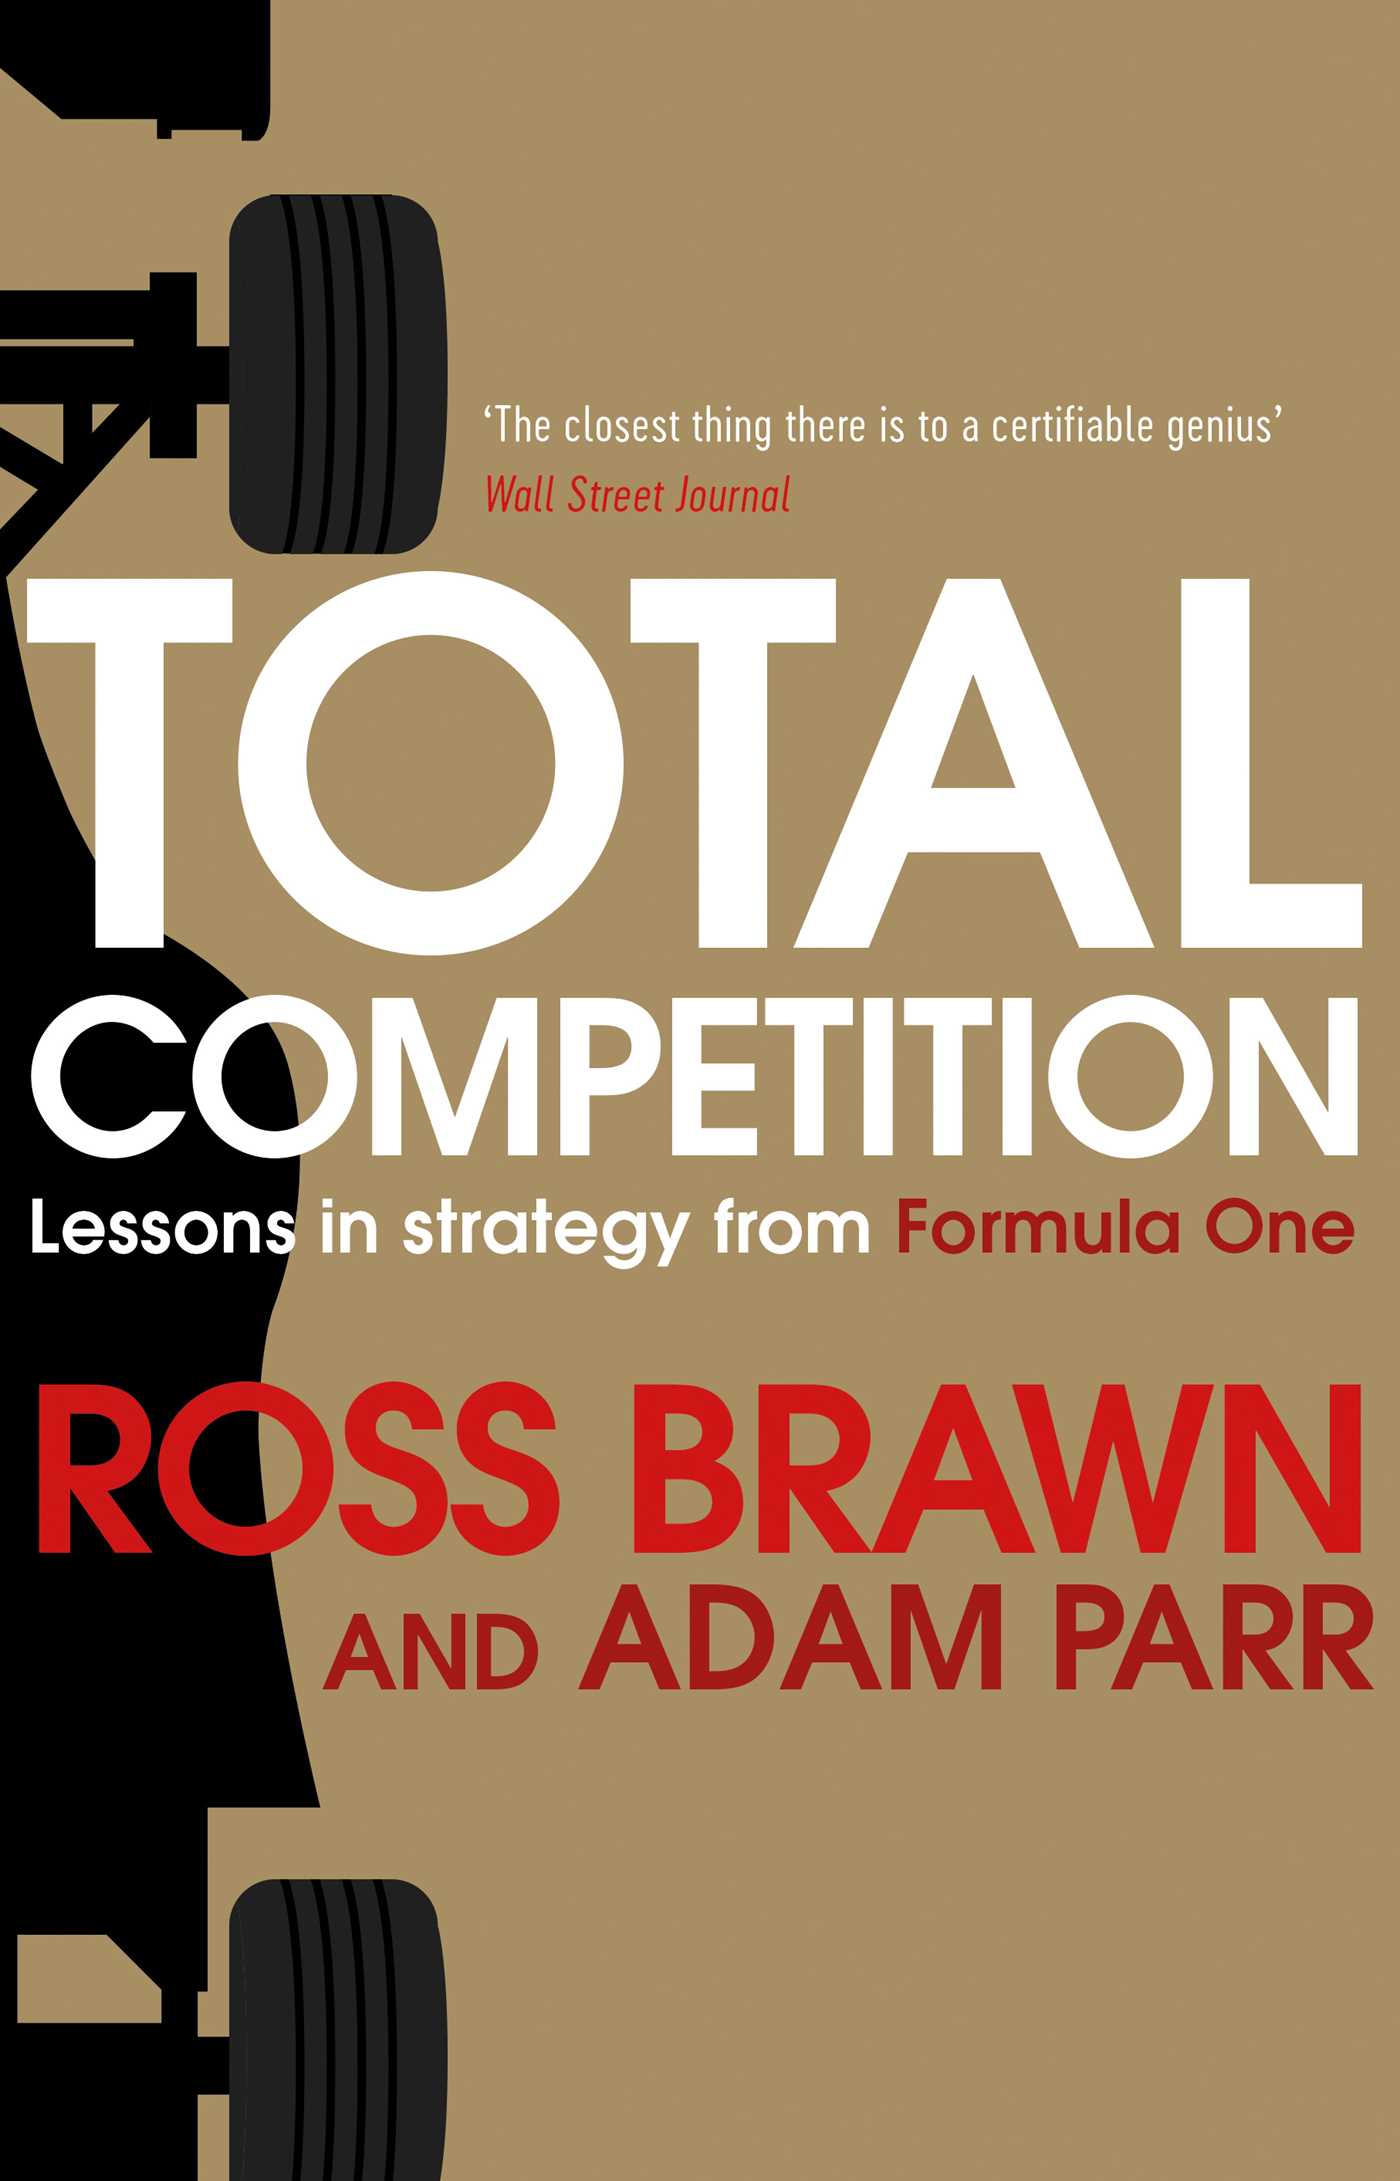 ‘The closest thing there is to a certifiable genius’
Wall Street Journal
TOTAL
COMPETITION
Lessons in strategy from Formula One
ROSS BRAWN
AND ADAM PARR